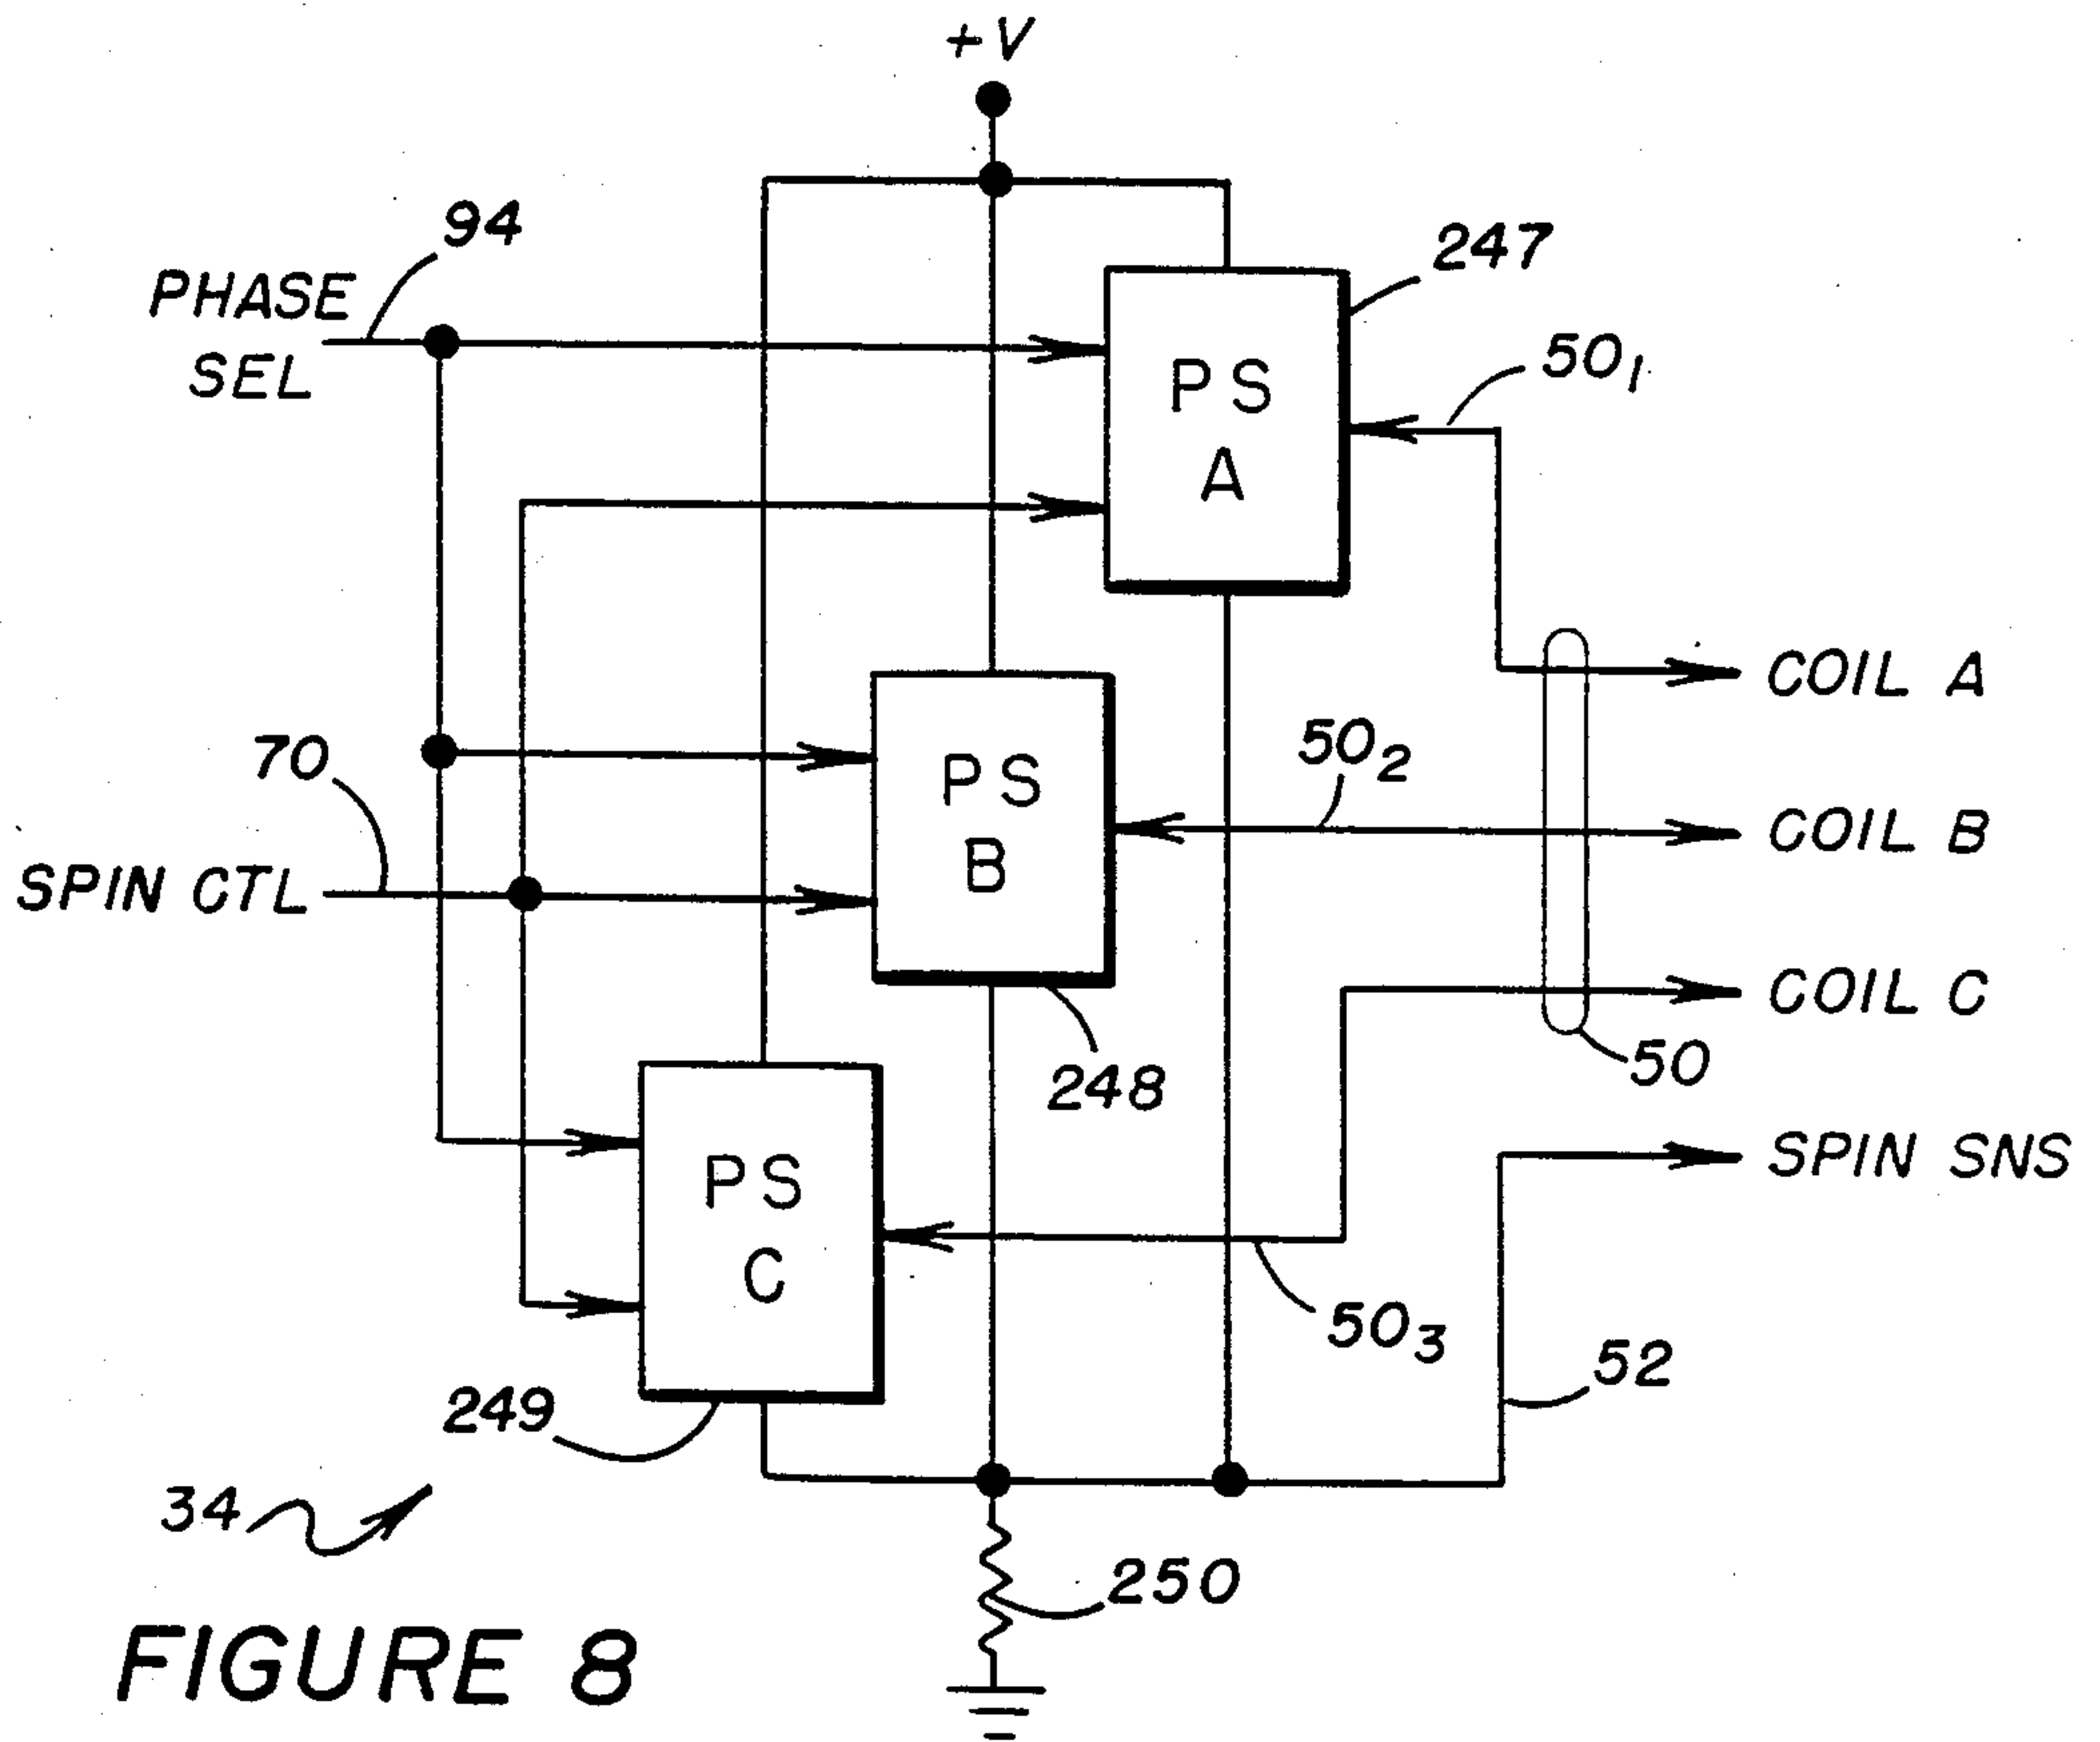 +V
94
PHASE
SEL
247
PS
A
50₁
COIL A
70
PS
B
50₂
COIL B
SPIN CTL
COIL C
50
248
PS
C
SPIN SNS
50₃
52
249
34
250
FIGURE 8